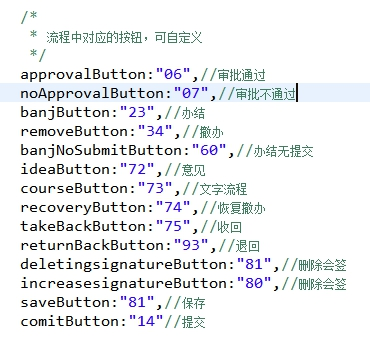 /*
* 流程中对应的按钮，可自定义
*/
approvalButton:"06",//审批通过
noApprovalButton:"07",//审批不通过
banjButton:"23",//办结
removeButton:"34",//撤办
banjNoSubmitButton:"60",//办结无提交
ideaButton:"72",//意见
courseButton:"73",//文字流程
recoveryButton:"74",//恢复撤办
takeBackButton:"75",//收回
returnBackButton:"93",//退回
deletingsignatureButton:"81",//删除会签
increasesignatureButton:"80",//删除会签
saveButton:"81",//保存
comitButton:"14"//提交